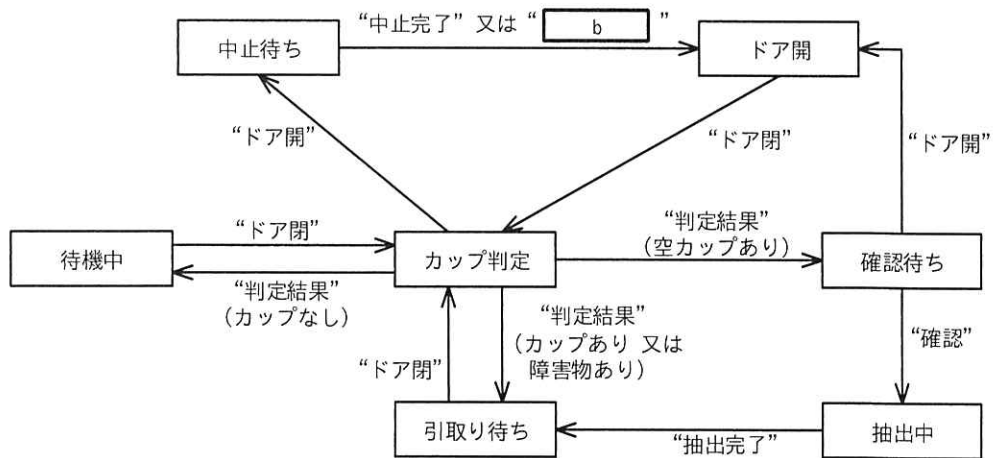 “中止完了” 又は “ b ”
中止待ち
ドア開
“ドア開”
“ドア閉”
“ドア開”
“ドア閉”
“判定結果”
（空カップあり）
待機中
カップ判定
確認待ち
“判定結果”
（カップなし）
“判定結果”
（カップあり 又は
障害物あり）
“確認”
“ドア閉”
引取り待ち
抽出中
“抽出完了”